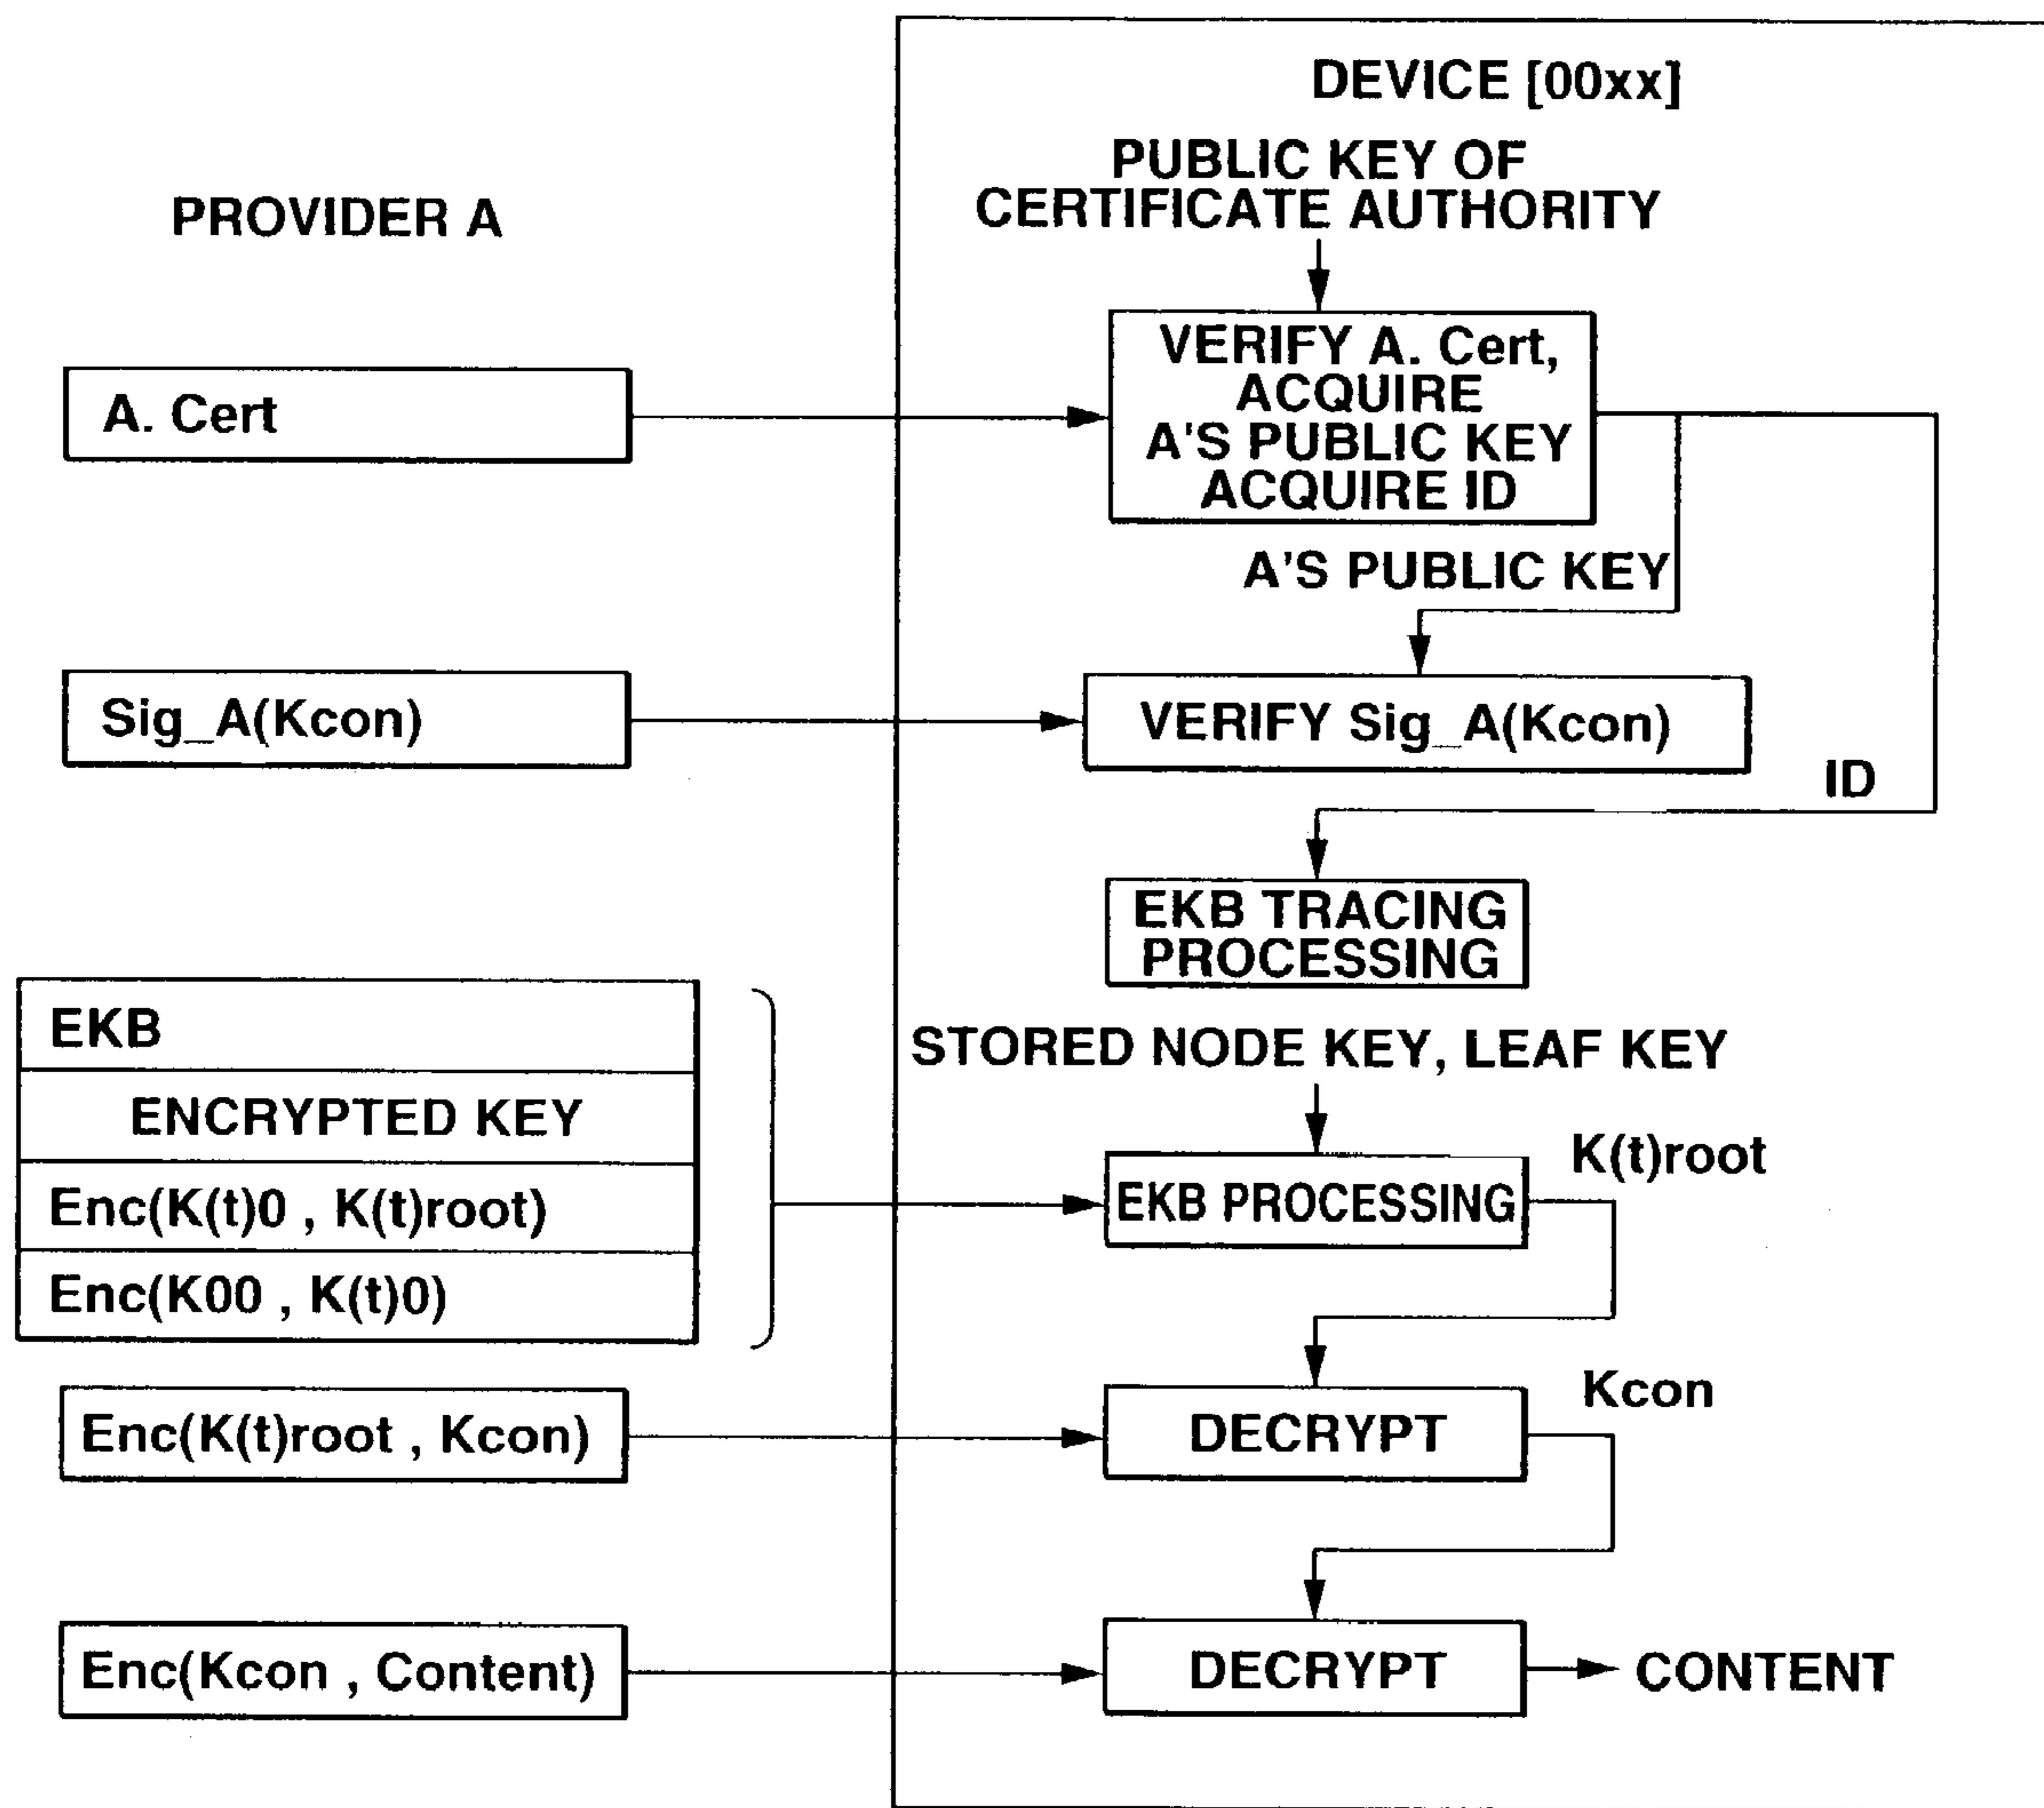 DEVICE [00xx]
PUBLIC KEY OF
CERTIFICATE AUTHORITY
PROVIDER A
VERIFY A. Cert,
ACQUIRE
A'S PUBLIC KEY
ACQUIRE ID
A. Cert
A'S PUBLIC KEY
Sig_A(Kcon)
VERIFY Sig_A(Kcon)
ID
EKB TRACING
PROCESSING
EKB
STORED NODE KEY, LEAF KEY
ENCRYPTED KEY
K(t)root
Enc(K(t)0 , K(t)root)
EKB PROCESSING
Enc(K00 , K(t)0)
Kcon
Enc(K(t)root , Kcon)
DECRYPT
Enc(Kcon , Content)
DECRYPT
CONTENT